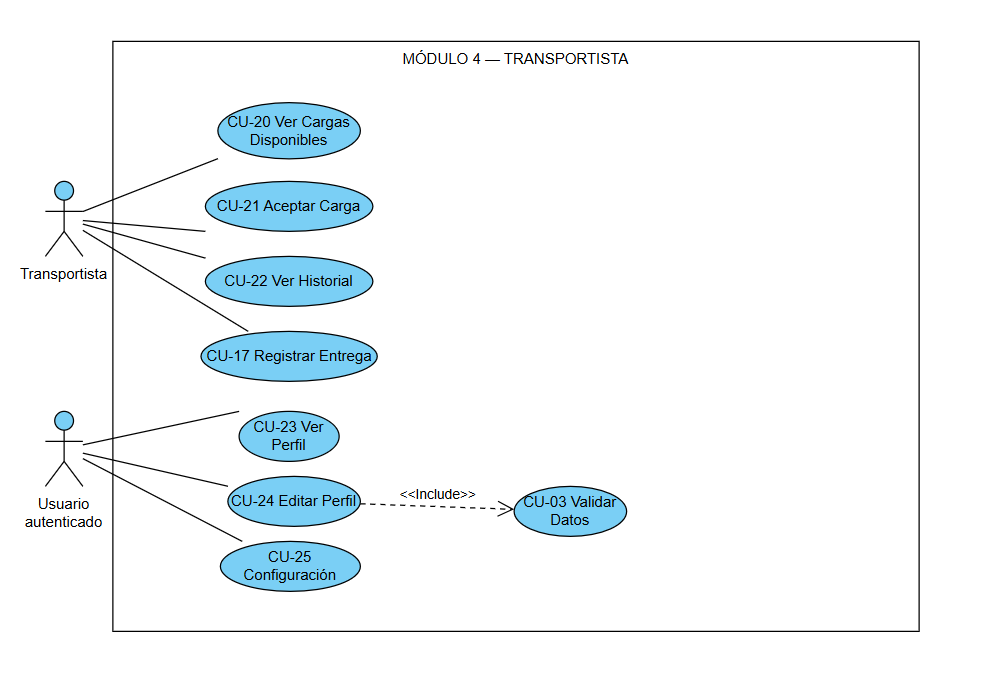 MÓDULO 4 — TRANSPORTISTA
CU-20 Ver Cargas
Disponibles
CU-21 Aceptar Carga
Transportista
CU-22 Ver Historial
CU-17 Registrar Entrega
CU-23 Ver
Perfil
Usuario
autenticado
CU-24 Editar Perfil
<<Include>>
CU-03 Validar
Datos
CU-25
Configuración